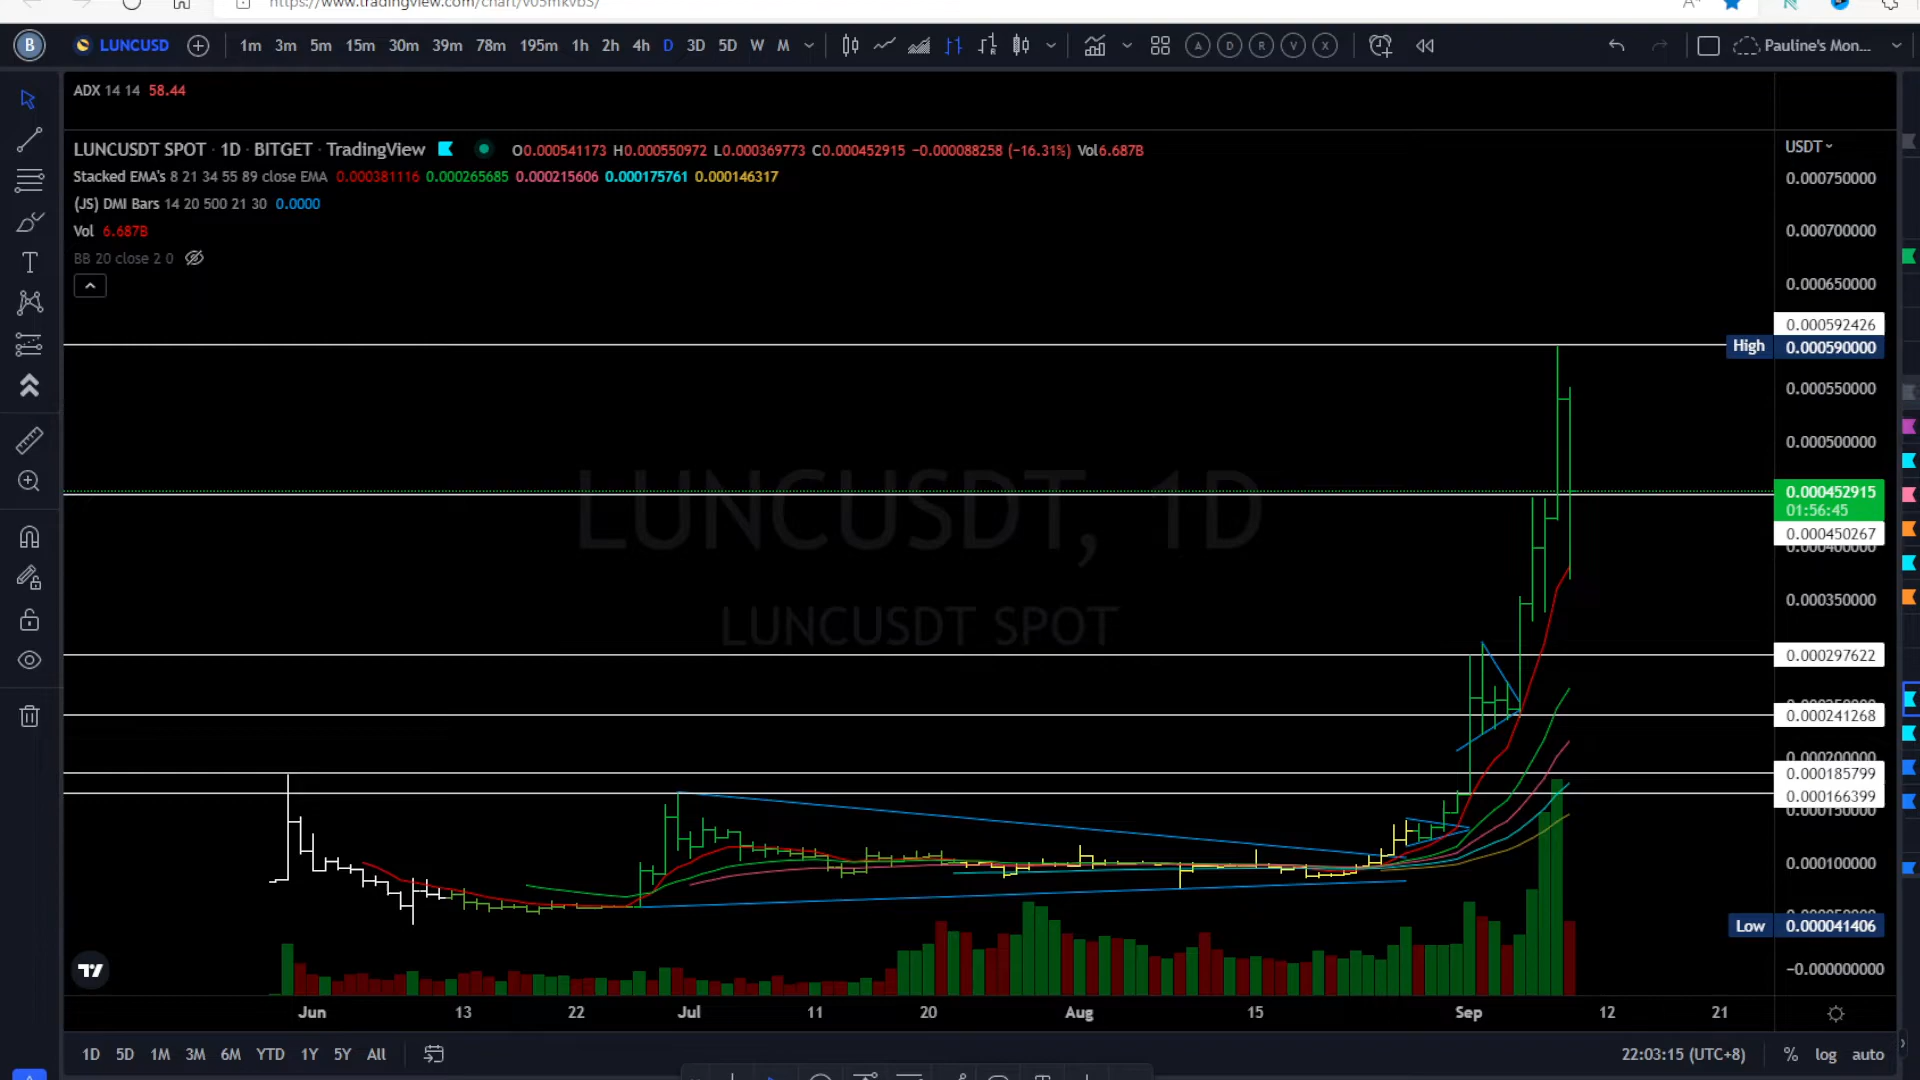 B LUNCUSD 1m 3m 5m 15m 30m 39m 78m 195m 1h 2h 4h D 3D 5D W M A D R V X Pauline's Mon...
ADX 14 14 58.44
LUNCUSDT SPOT · 1D · BITGET · TradingView O0.000541173 H0.000550972 L0.000369773 C0.000452915 −0.000088258 (−16.31%) Vol6.687B
Stacked EMA's 8 21 34 55 89 close EMA 0.000381116 0.000265685 0.000215606 0.000175761 0.000146317
(JS) DMI Bars 14 20 500 21 30 0.0000
Vol 6.687B
BB 20 close 2 0
USDT
0.000750000
0.000700000
0.000650000
0.000592426
High 0.000590000
0.000550000
0.000500000
0.000452915
01:56:45
0.000450267
0.000400000
0.000350000
0.000297622
0.000241268
0.000200000
0.000185799
0.000166399
0.000150000
0.000100000
Low 0.000041406
−0.000000000
LUNCUSDT, 1D
LUNCUSDT SPOT
Jun 13 22 Jul 11 20 Aug 15 Sep 12 21
1D 5D 1M 3M 6M YTD 1Y 5Y All 22:03:15 (UTC+8) % log auto